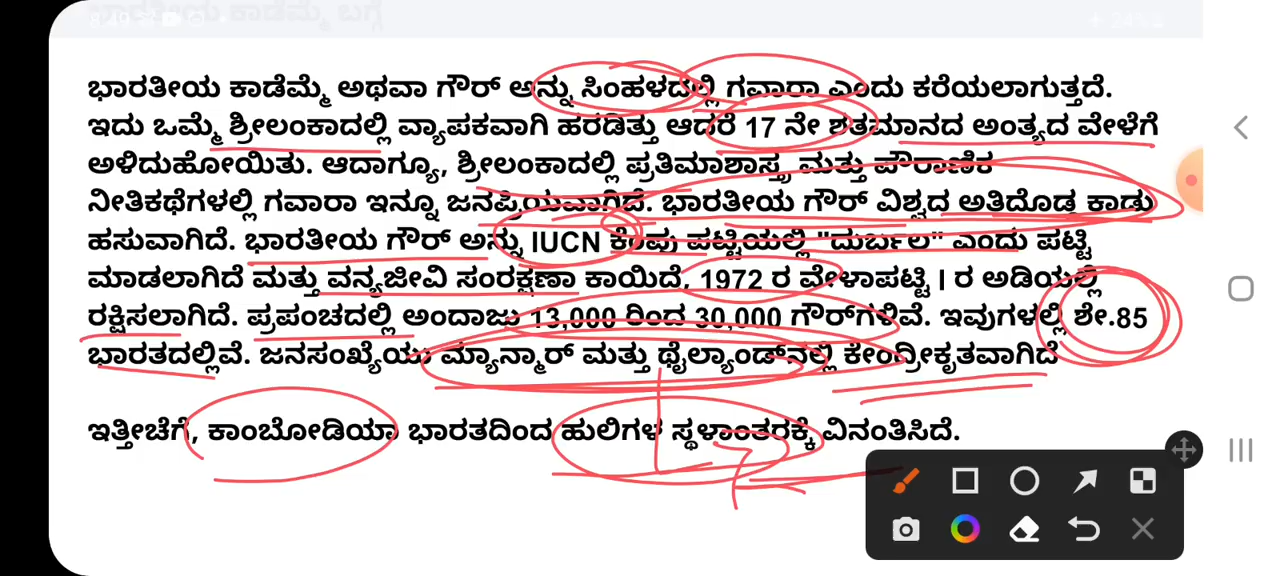 ಭಾರತೀಯ ಕಾಡೆಮ್ಮೆ ಬಗ್ಗೆ
ಭಾರತೀಯ ಕಾಡೆಮ್ಮೆ ಅಥವಾ ಗೌರ್ ಅನ್ನು ಸಿಂಹಳದಲ್ಲಿ ಗವಾರಾ ಎಂದು ಕರೆಯಲಾಗುತ್ತದೆ.
ಇದು ಒಮ್ಮೆ ಶ್ರೀಲಂಕಾದಲ್ಲಿ ವ್ಯಾಪಕವಾಗಿ ಹರಡಿತ್ತು ಆದರೆ 17 ನೇ ಶತಮಾನದ ಅಂತ್ಯದ ವೇಳೆಗೆ
ಅಳಿದುಹೋಯಿತು. ಆದಾಗ್ಯೂ, ಶ್ರೀಲಂಕಾದಲ್ಲಿ ಪ್ರತಿಮಾಶಾಸ್ತ್ರ ಮತ್ತು ಪೌರಾಣಿಕ
ನೀತಿಕಥೆಗಳಲ್ಲಿ ಗವಾರಾ ಇನ್ನೂ ಜನಪ್ರಿಯವಾಗಿದೆ. ಭಾರತೀಯ ಗೌರ್ ವಿಶ್ವದ ಅತಿದೊಡ್ಡ ಕಾಡು
ಹಸುವಾಗಿದೆ. ಭಾರತೀಯ ಗೌರ್ ಅನ್ನು IUCN ಕೆಂಪು ಪಟ್ಟಿಯಲ್ಲಿ "ದುರ್ಬಲ" ಎಂದು ಪಟ್ಟಿ
ಮಾಡಲಾಗಿದೆ ಮತ್ತು ವನ್ಯಜೀವಿ ಸಂರಕ್ಷಣಾ ಕಾಯಿದೆ, 1972 ರ ವೇಳಾಪಟ್ಟಿ I ರ ಅಡಿಯಲ್ಲಿ
ರಕ್ಷಿಸಲಾಗಿದೆ. ಪ್ರಪಂಚದಲ್ಲಿ ಅಂದಾಜು 13,000 ರಿಂದ 30,000 ಗೌರ್‌ಗಳಿವೆ. ಇವುಗಳಲ್ಲಿ ಶೇ.85
ಭಾರತದಲ್ಲಿವೆ. ಜನಸಂಖ್ಯೆಯು ಮ್ಯಾನ್ಮಾರ್ ಮತ್ತು ಥೈಲ್ಯಾಂಡ್‌ನಲ್ಲಿ ಕೇಂದ್ರೀಕೃತವಾಗಿದೆ
ಇತ್ತೀಚೆಗೆ, ಕಾಂಬೋಡಿಯಾ ಭಾರತದಿಂದ ಹುಲಿಗಳ ಸ್ಥಳಾಂತರಕ್ಕೆ ವಿನಂತಿಸಿದೆ.